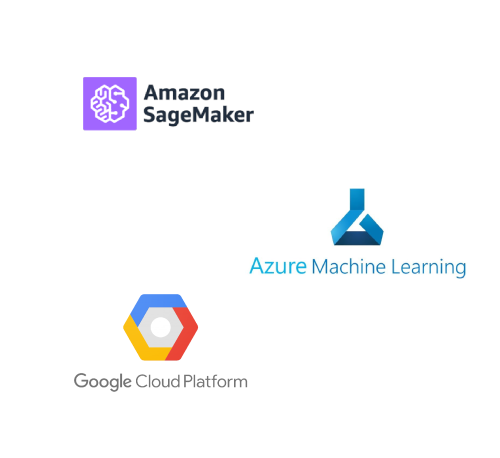 Amazon
SageMaker
Azure Machine Learning
Google Cloud Platform